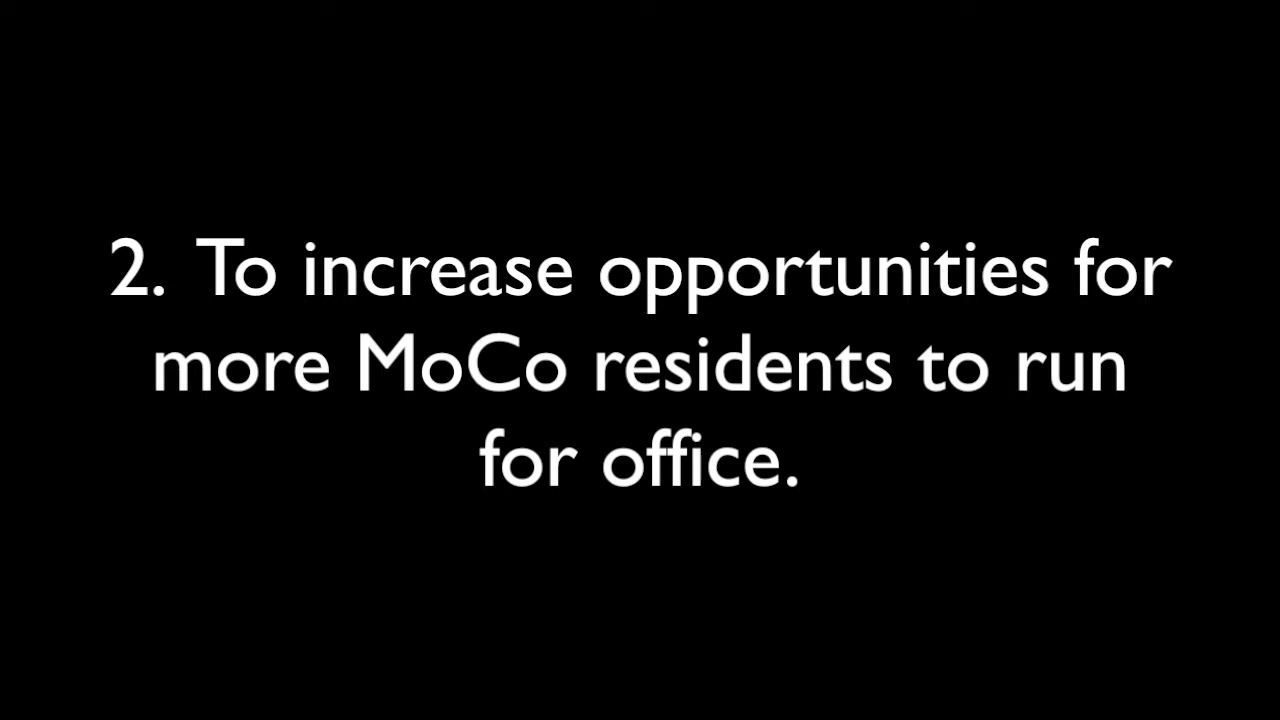 2. To increase opportunities for
more MoCo residents to run
for office.